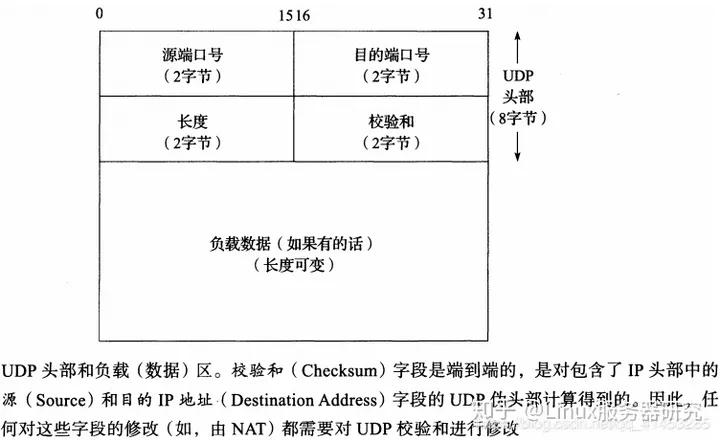 0 15 16 31
源端口号 目的端口号
（2字节） （2字节）
UDP
头部
（8字节）
长度 校验和
（2字节） （2字节）
负载数据（如果有的话）
（长度可变）
UDP 头部和负载（数据）区。校验和（Checksum）字段是端到端的，是对包含了 IP 头部中的
源（Source）和目的 IP 地址（Destination Address）字段的 UDP 伪头部计算得到的。因此，任
何对这些字段的修改（如，由 NAT）都需要对 UDP 校验和进行修改
知乎 @Linux服务器研究